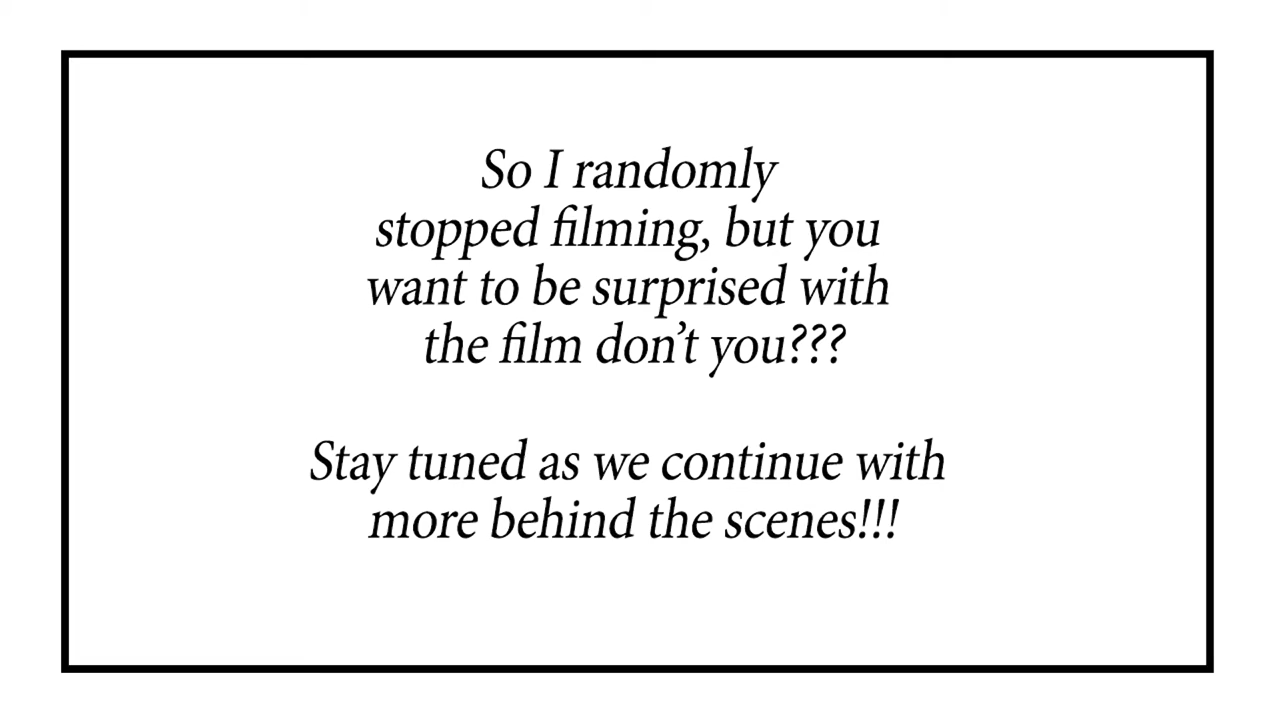 So I randomly
stopped filming, but you
want to be surprised with
the film don’t you???
Stay tuned as we continue with
more behind the scenes!!!